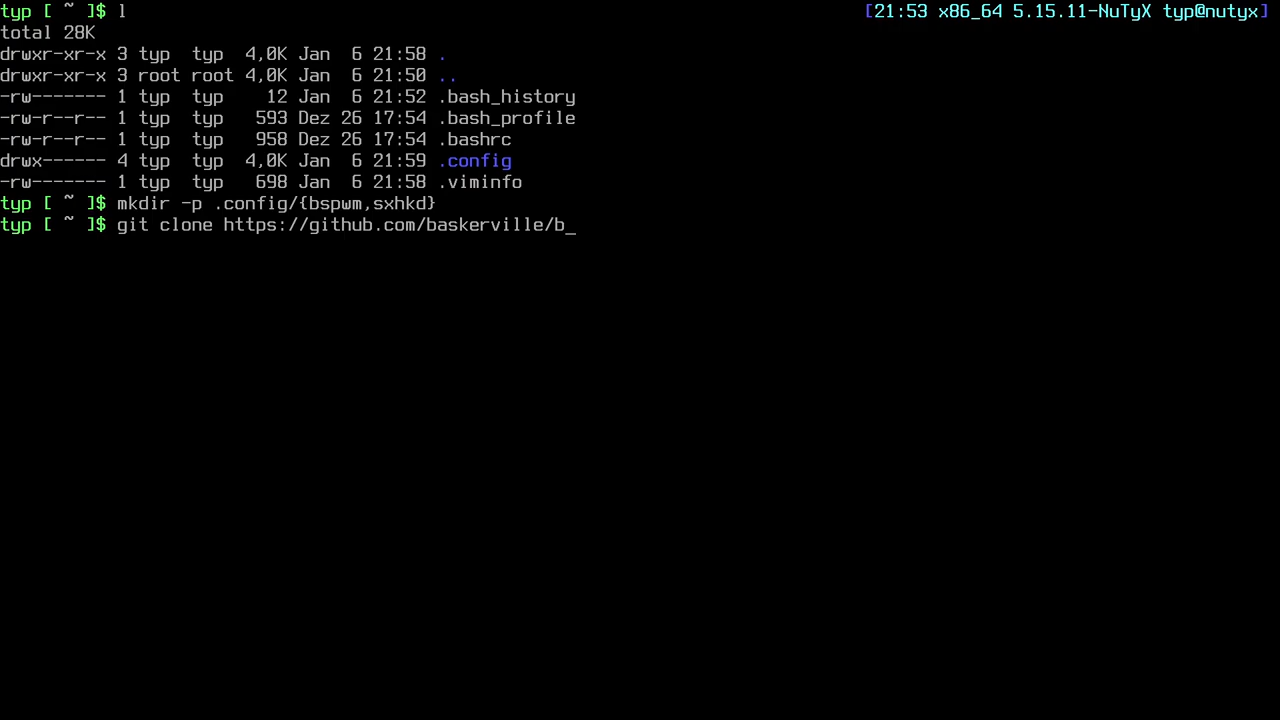 typ [ ~ ]$ l [21:53 x86_64 5.15.11-NuTyX typ@nutyx]
total 28K
drwxr-xr-x 3 typ  typ  4,0K Jan  6 21:58 .
drwxr-xr-x 3 root root 4,0K Jan  6 21:50 ..
-rw------- 1 typ  typ    12 Jan  6 21:52 .bash_history
-rw-r--r-- 1 typ  typ   593 Dez 26 17:54 .bash_profile
-rw-r--r-- 1 typ  typ   958 Dez 26 17:54 .bashrc
drwx------ 4 typ  typ  4,0K Jan  6 21:59 .config
-rw------- 1 typ  typ   698 Jan  6 21:58 .viminfo
typ [ ~ ]$ mkdir -p .config/{bspwm,sxhkd}
typ [ ~ ]$ git clone https://github.com/baskerville/b_